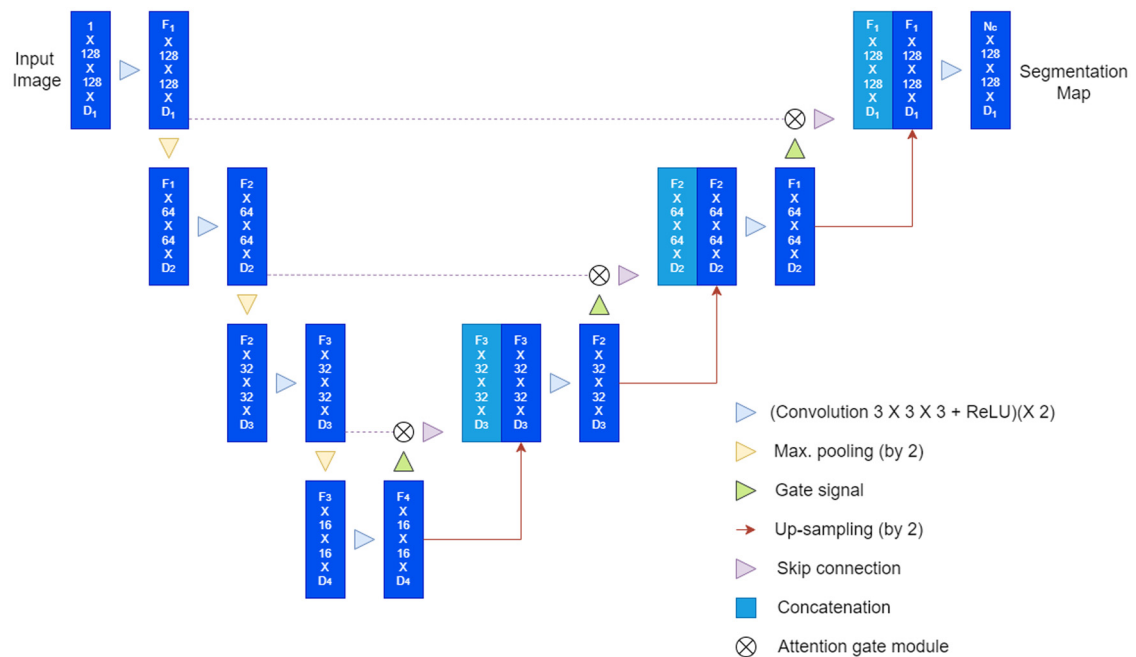 Input
Image
1
X
128
X
128
X
D1
F1
X
128
X
128
X
D1
F1
X
128
X
128
X
D1
F1
X
128
X
128
X
D1
Nc
X
128
X
128
X
D1
Segmentation
Map
F1
X
64
X
64
X
D2
F2
X
64
X
64
X
D2
F2
X
64
X
64
X
D2
F2
X
64
X
64
X
D2
F1
X
64
X
64
X
D2
F2
X
32
X
32
X
D3
F3
X
32
X
32
X
D3
F3
X
32
X
32
X
D3
F3
X
32
X
32
X
D3
F2
X
32
X
32
X
D3
F3
X
16
X
16
X
D4
F4
X
16
X
16
X
D4
(Convolution 3 X 3 X 3 + ReLU)(X 2)
Max. pooling (by 2)
Gate signal
Up-sampling (by 2)
Skip connection
Concatenation
Attention gate module